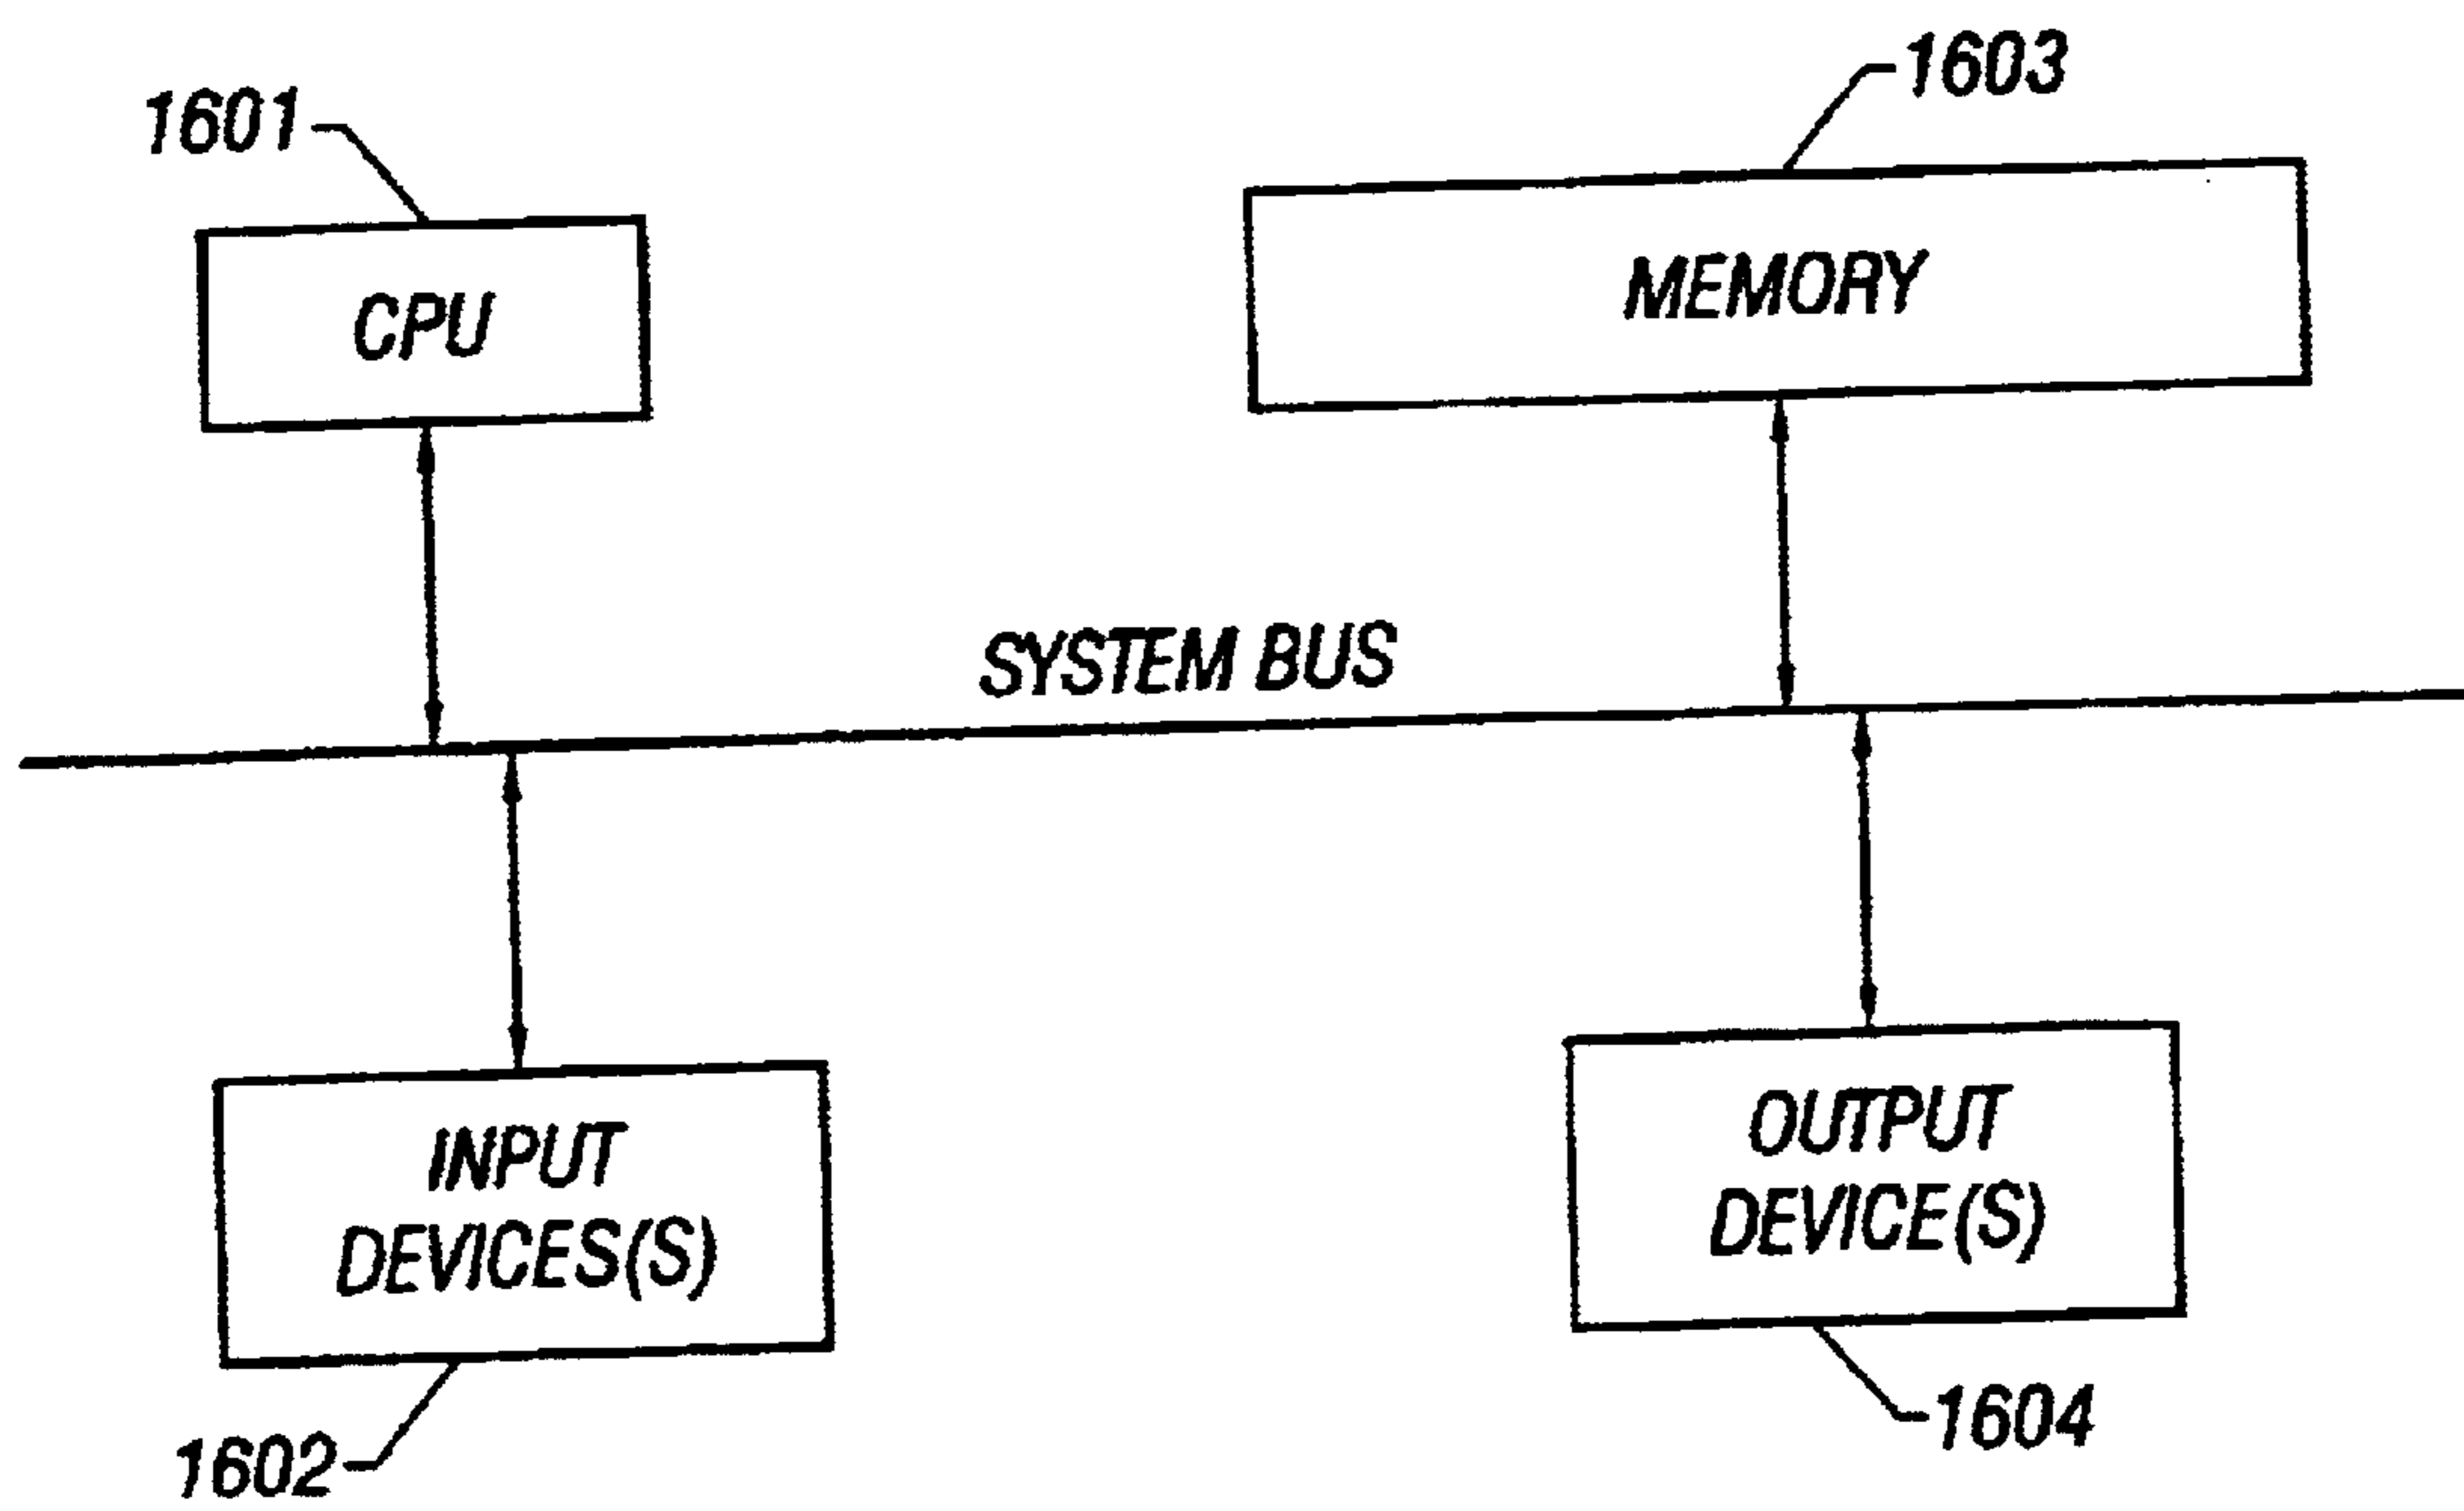 1603
1601
MEMORY
CPU
SYSTEM BUS
INPUT
DEVICES(S)
OUTPUT
DEVICE(S)
1604
1602